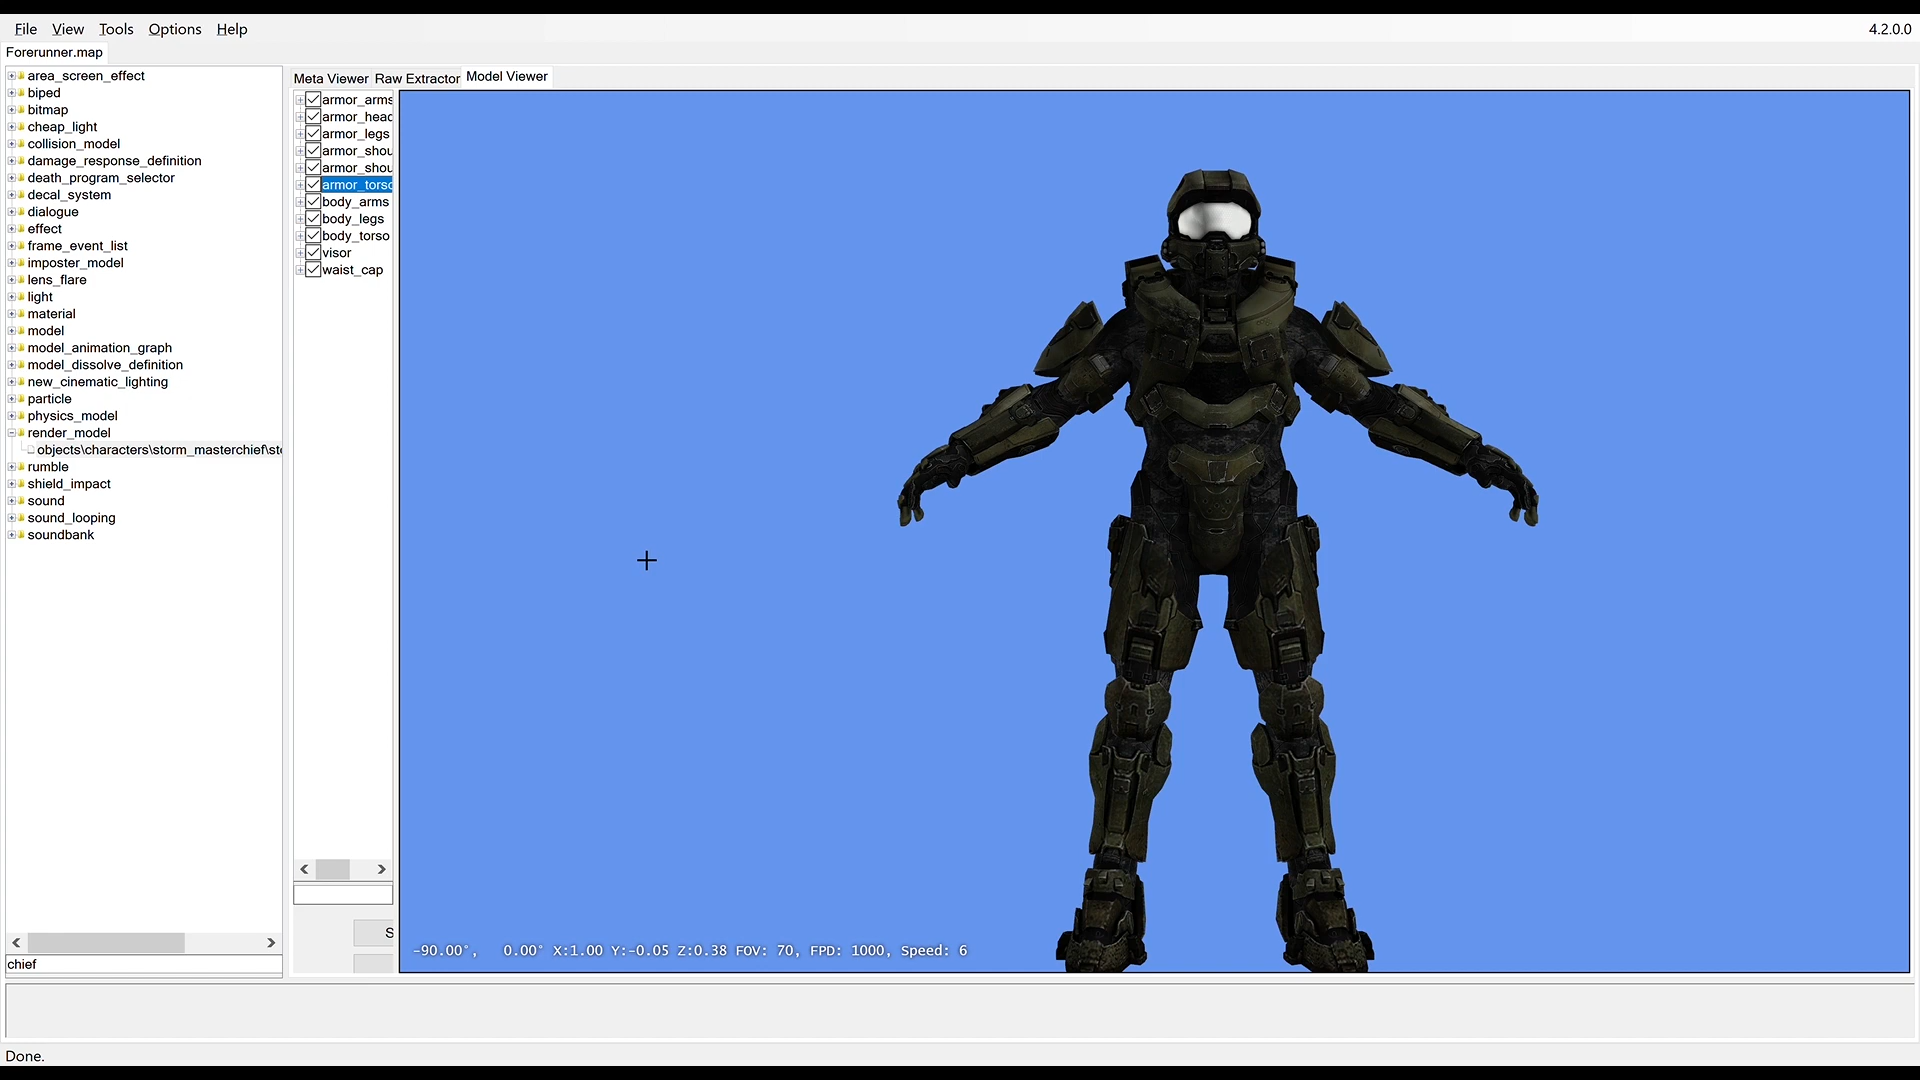 File View Tools Options Help 4.2.0.0
Forerunner.map
area_screen_effect
biped
bitmap
cheap_light
collision_model
damage_response_definition
death_program_selector
decal_system
dialogue
effect
frame_event_list
imposter_model
lens_flare
light
material
model
model_animation_graph
model_dissolve_definition
new_cinematic_lighting
particle
physics_model
render_model
objects\characters\storm_masterchief\sto
rumble
shield_impact
sound
sound_looping
soundbank
chief
Meta Viewer Raw Extractor Model Viewer
armor_arms
armor_head
armor_legs
armor_shou
armor_shou
armor_torso
body_arms
body_legs
body_torso
visor
waist_cap
S
-90.00°, 0.00° X:1.00 Y:-0.05 Z:0.38 FOV: 70, FPD: 1000, Speed: 6
Done.